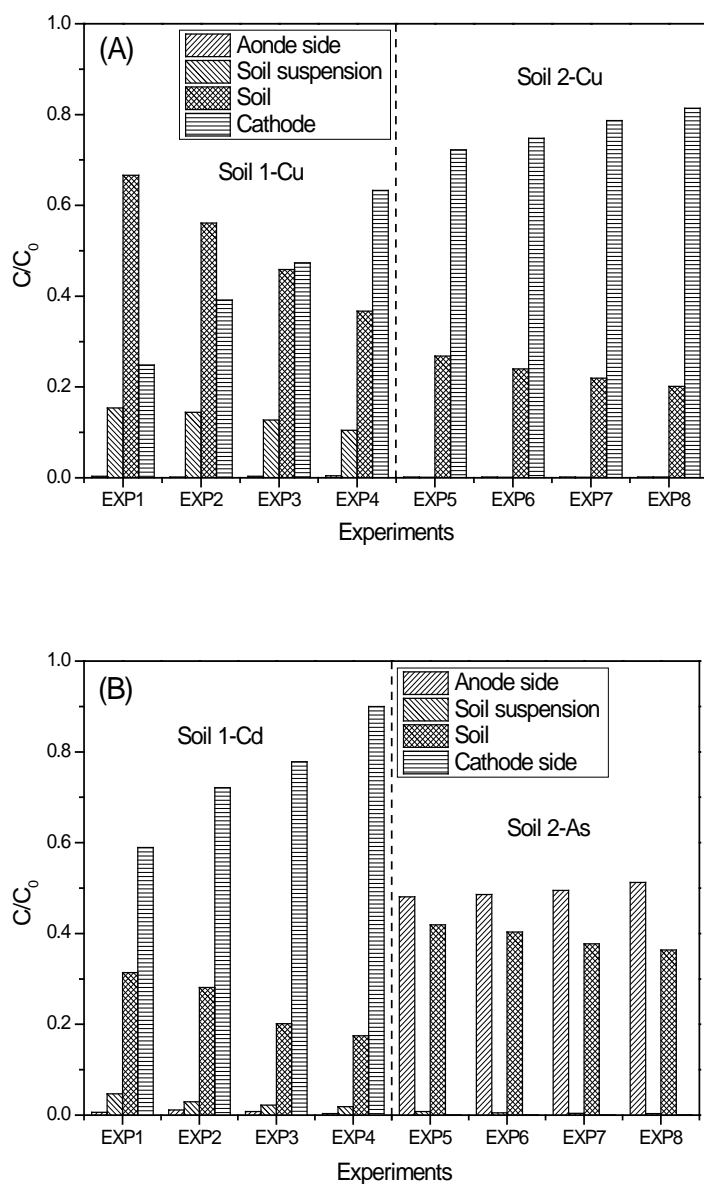 (A)
Aonde side
Soil suspension
Soil
Cathode
Soil 2-Cu
Soil 1-Cu
1.0
0.8
0.6
0.4
0.2
0.0
C/C₀
EXP1 EXP2 EXP3 EXP4 EXP5 EXP6 EXP7 EXP8
Experiments
(B)
Anode side
Soil suspension
Soil
Cathode side
Soil 1-Cd
Soil 2-As
1.0
0.8
0.6
0.4
0.2
0.0
C/C₀
EXP1 EXP2 EXP3 EXP4 EXP5 EXP6 EXP7 EXP8
Experiments